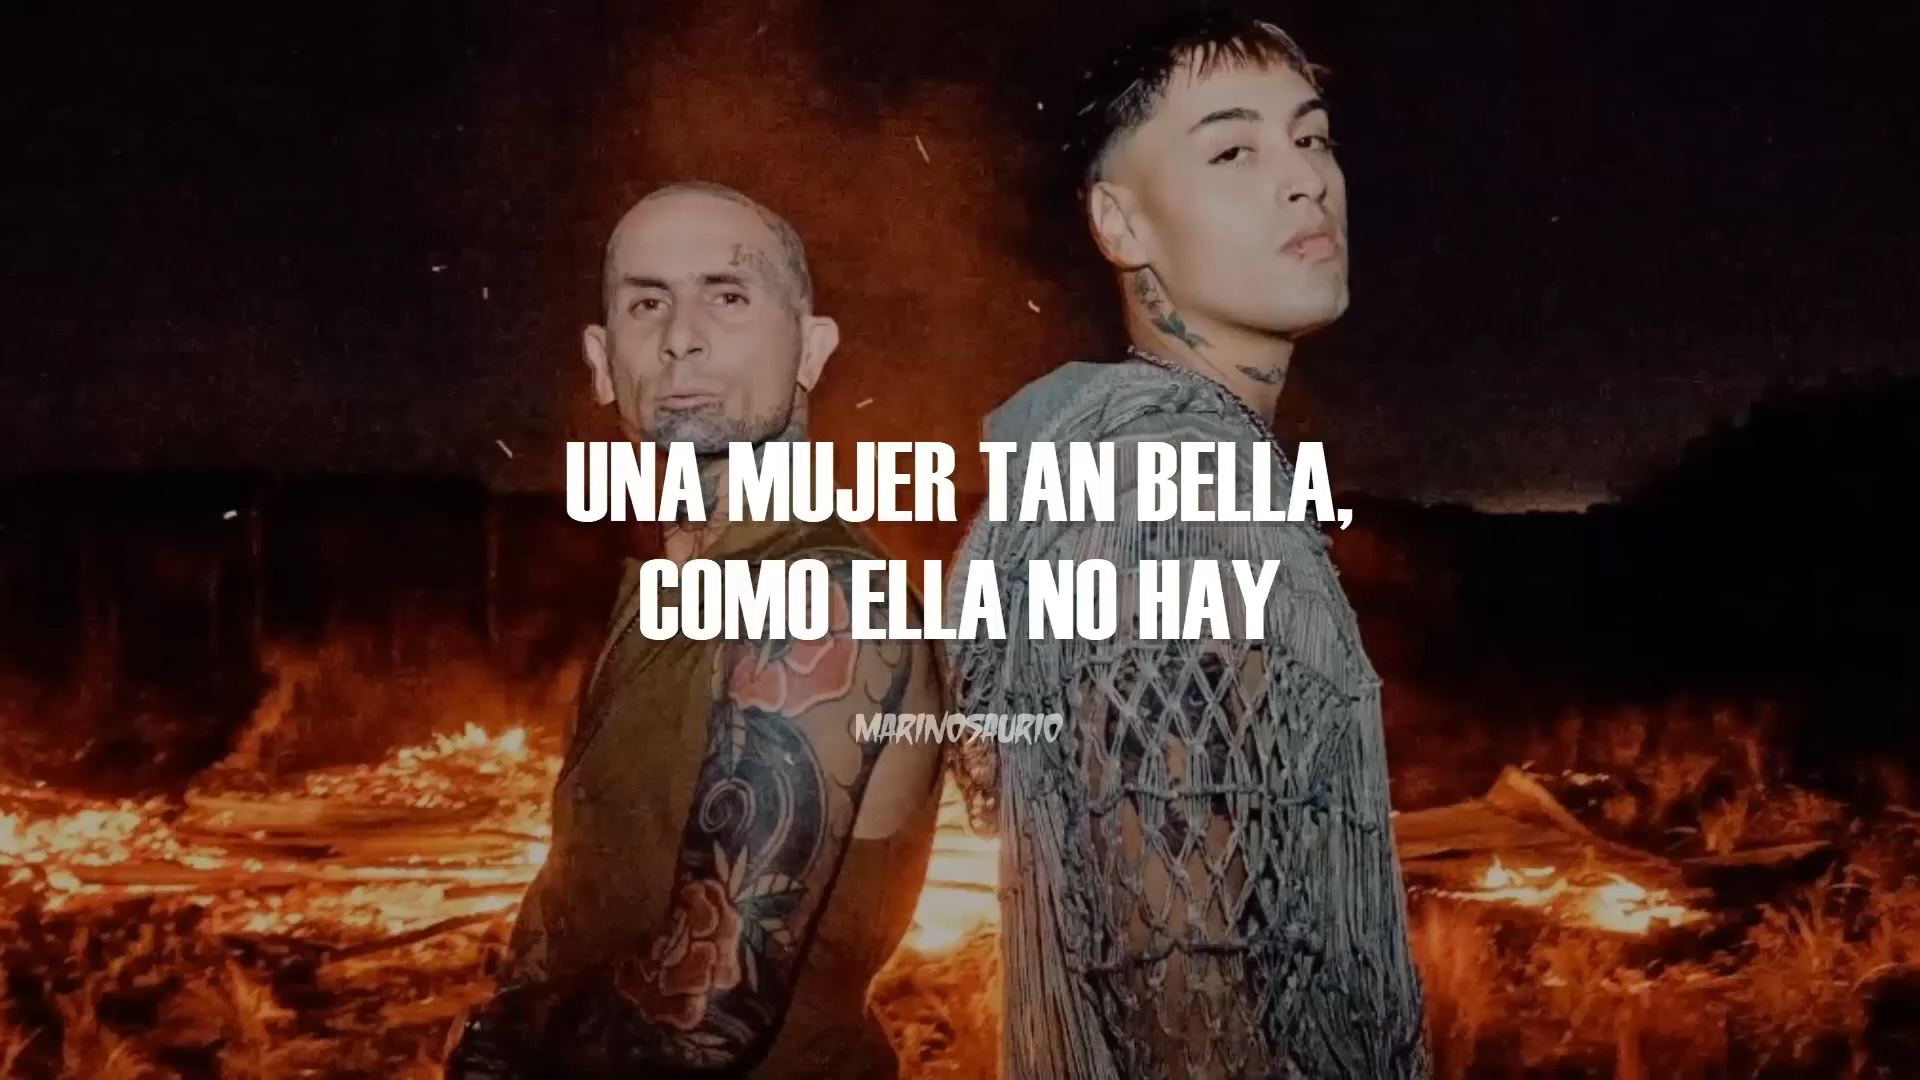 UNA MUJER TAN BELLA,
COMO ELLA NO HAY
MARINOSAURIO